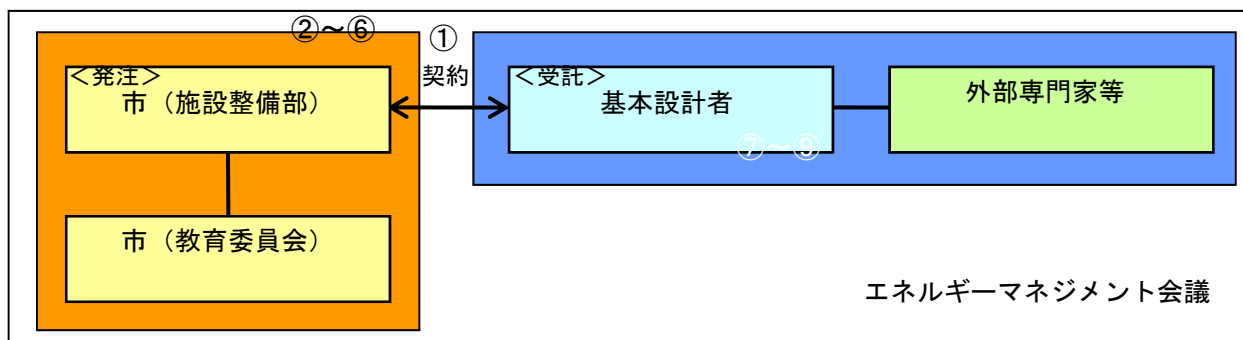 ②～⑥
①
契約
＜発注＞
市（施設整備部）
＜受託＞
基本設計者
⑦～⑨
外部専門家等
市（教育委員会）
エネルギーマネジメント会議